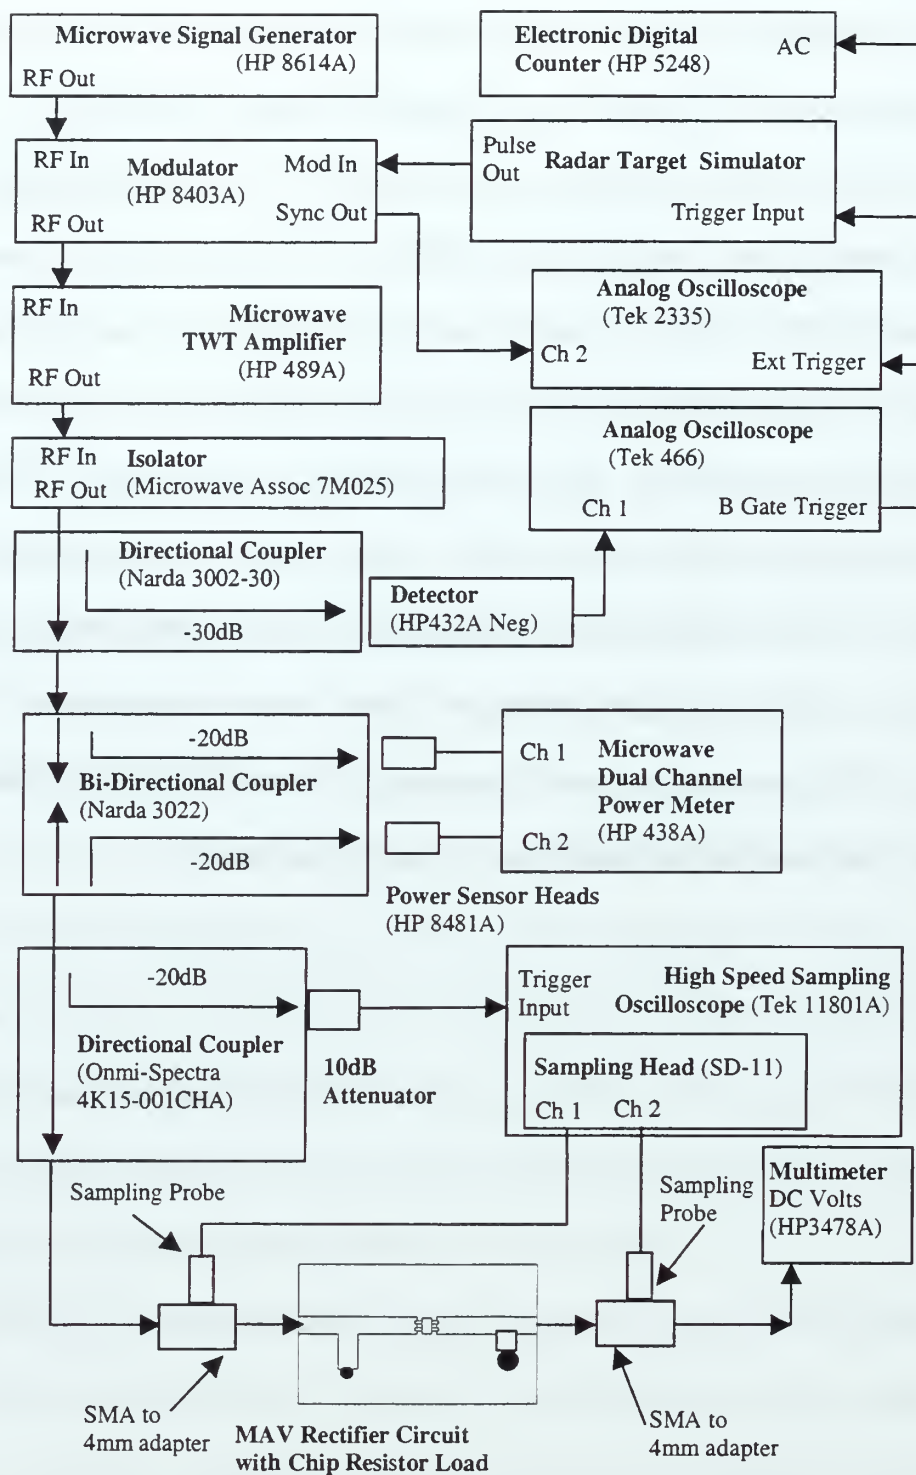 Microwave Signal Generator
(HP 8614A)
RF Out
Electronic Digital
Counter (HP 5248)
AC
RF In
Modulator
(HP 8403A)
Mod In
Sync Out
RF Out
Pulse
Out
Radar Target Simulator
Trigger Input
RF In
Microwave
TWT Amplifier
(HP 489A)
RF Out
Analog Oscilloscope
(Tek 2335)
Ch 2
Ext Trigger
RF In
RF Out
Isolator
(Microwave Assoc 7M025)
Analog Oscilloscope
(Tek 466)
Ch 1
B Gate Trigger
Directional Coupler
(Narda 3002-30)
-30dB
Detector
(HP432A Neg)
-20dB
Bi-Directional Coupler
(Narda 3022)
-20dB
Ch 1
Ch 2
Microwave
Dual Channel
Power Meter
(HP 438A)
Power Sensor Heads
(HP 8481A)
-20dB
Directional Coupler
(Onmi-Spectra
4K15-001CHA)
10dB
Attenuator
Trigger
Input
High Speed Sampling
Oscilloscope (Tek 11801A)
Sampling Head (SD-11)
Ch 1
Ch 2
Sampling Probe
Sampling
Probe
Multimeter
DC Volts
(HP3478A)
SMA to
4mm adapter
MAV Rectifier Circuit
with Chip Resistor Load
SMA to
4mm adapter